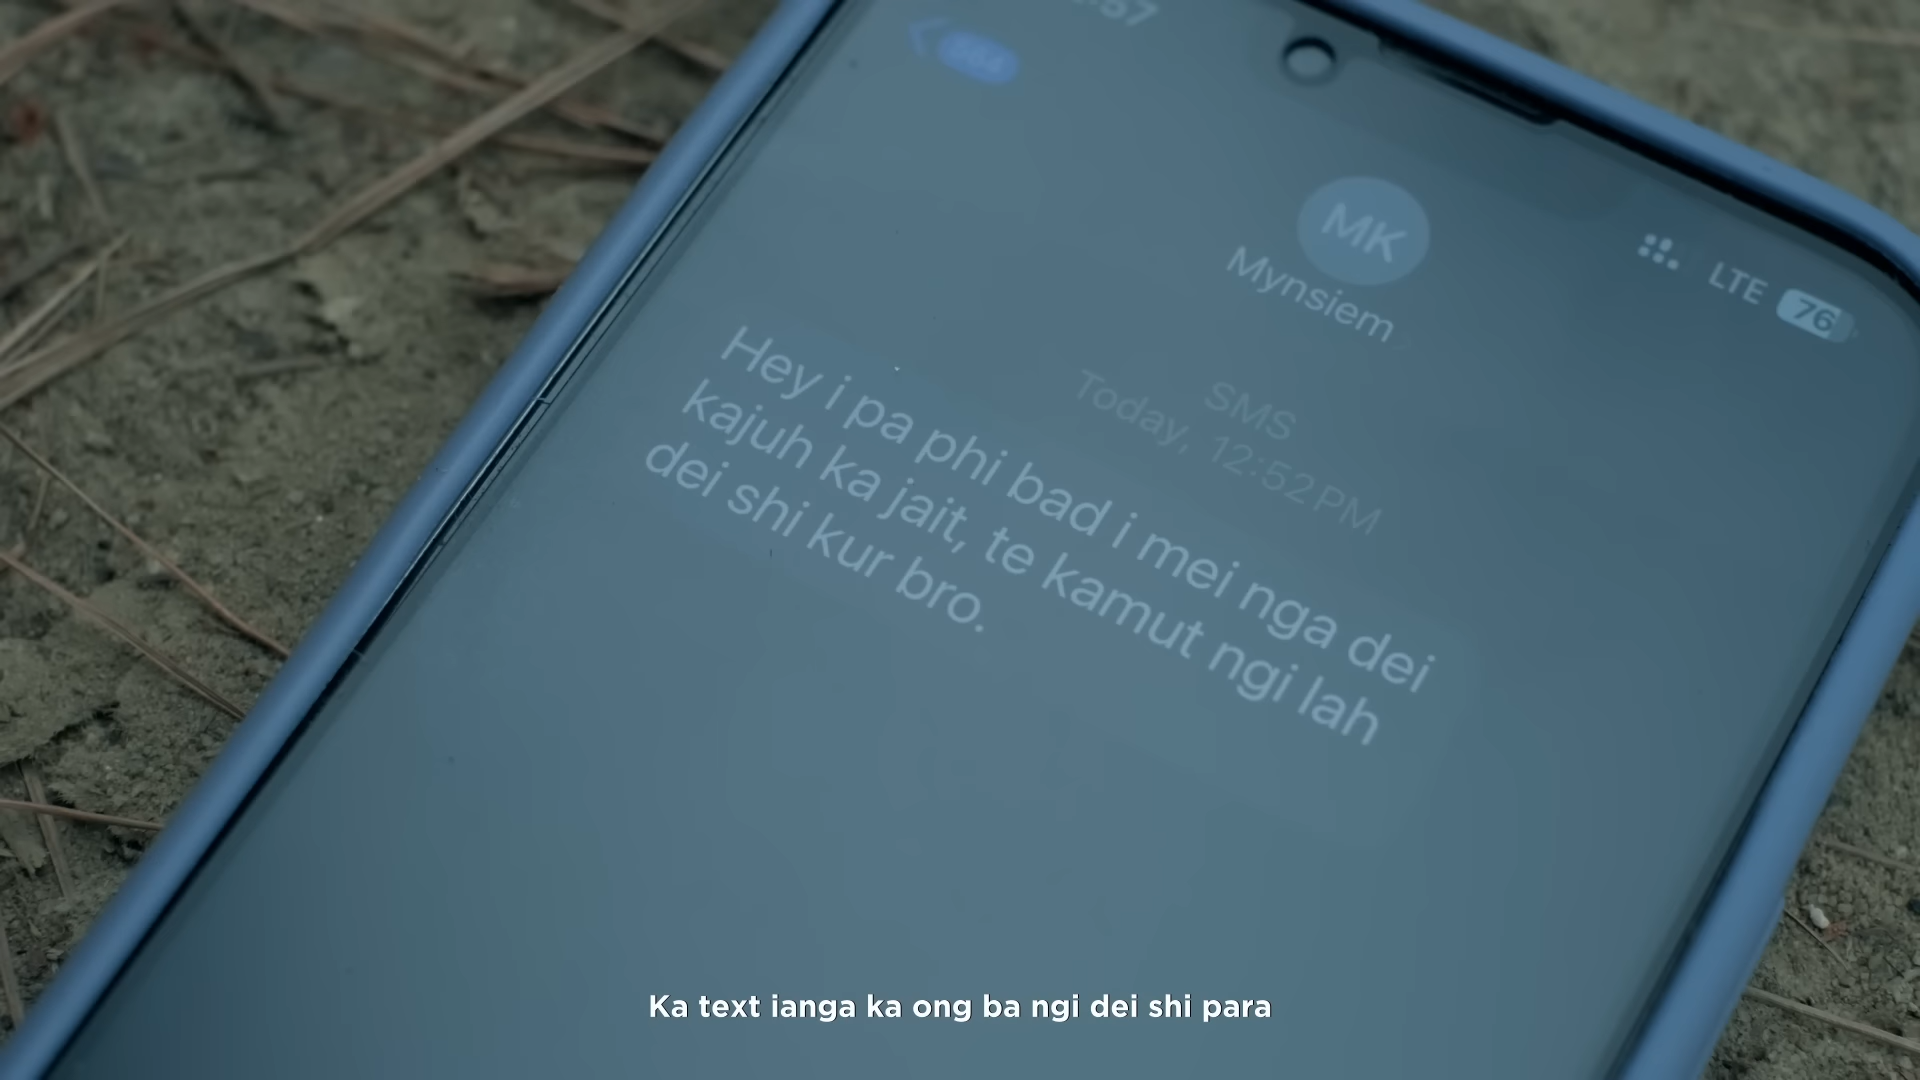 MK
LTE 76
Mynsiem
SMS
Today, 12:52 PM
Hey i pa phi bad i mei nga dei
kajuh ka jait, te kamut ngi lah
dei shi kur bro.
Ka text ianga ka ong ba ngi dei shi para